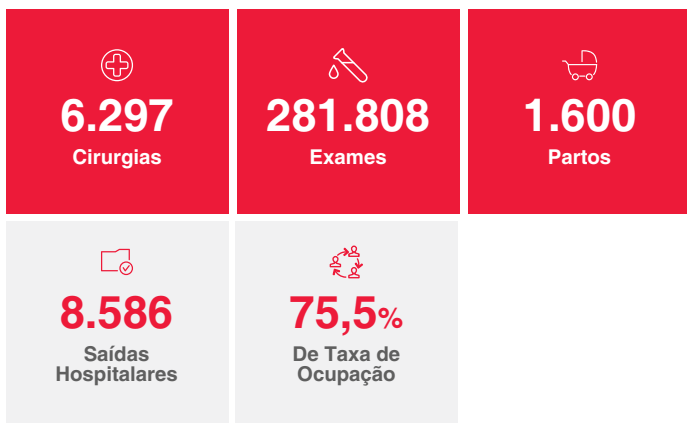 6.297
Cirurgias
281.808
Exames
1.600
Partos
8.586
Saídas
Hospitalares
75,5%
De Taxa de
Ocupação